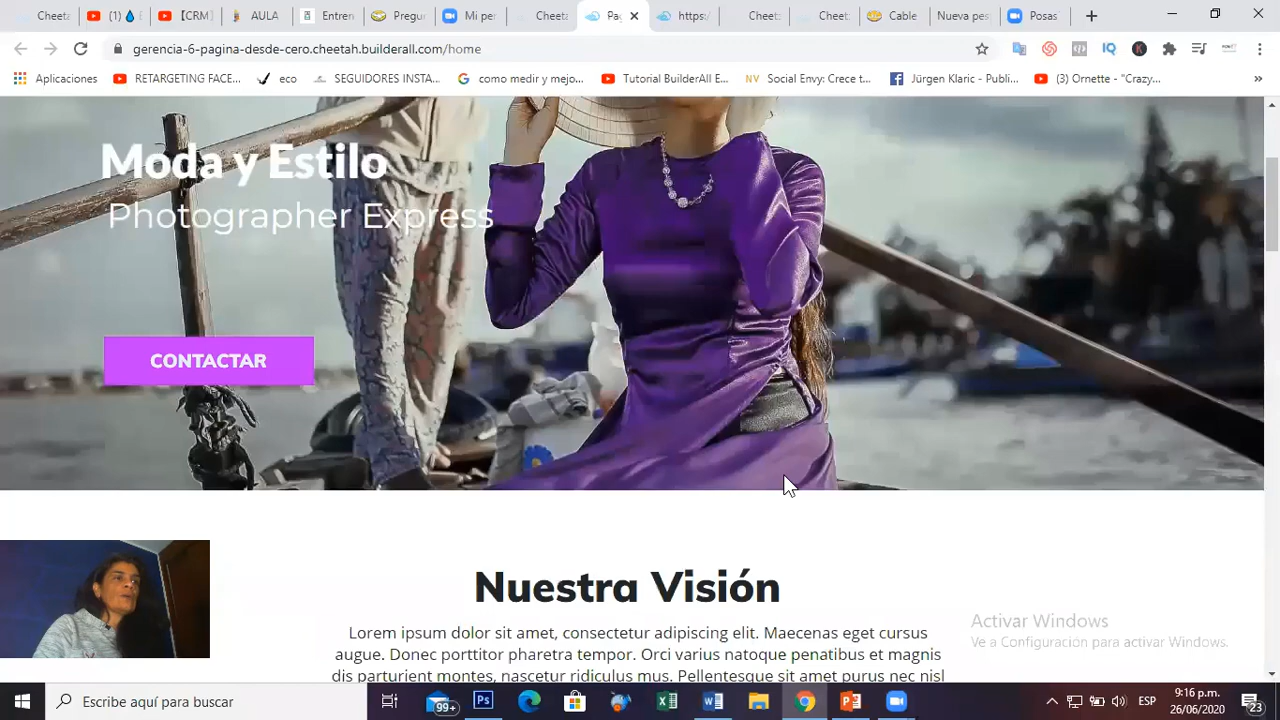 Cheeta
(1)
[CRM]
AULA
Entren
Pregu
Mi pe
Cheeta
Pag
https:/
Cheeta
Cheeta
Cable
Nueva pes
Posas
gerencia-6-pagina-desde-cero.cheetah.builderall.com/home
Aplicaciones
RETARGETING FACE...
eco
SEGUIDORES INSTA...
como medir y mejo...
Tutorial BuilderAll E...
NV Social Envy: Crece t...
Jürgen Klaric - Publi...
(3) Ornette - "Crazy...
»
Moda y Estilo
Photographer Express
CONTACTAR
Nuestra Visión
Lorem ipsum dolor sit amet, consectetur adipiscing elit. Maecenas eget cursus
augue. Donec porttitor pharetra tempor. Orci varius natoque penatibus et magnis
dis parturient montes, nascetur ridiculus mus. Pellentesque sit amet purus nec nisl
Activar Windows
Ve a Configuración para activar Windows.
Escribe aquí para buscar
99+
Ps
ESP
9:16 p.m.
26/06/2020
23